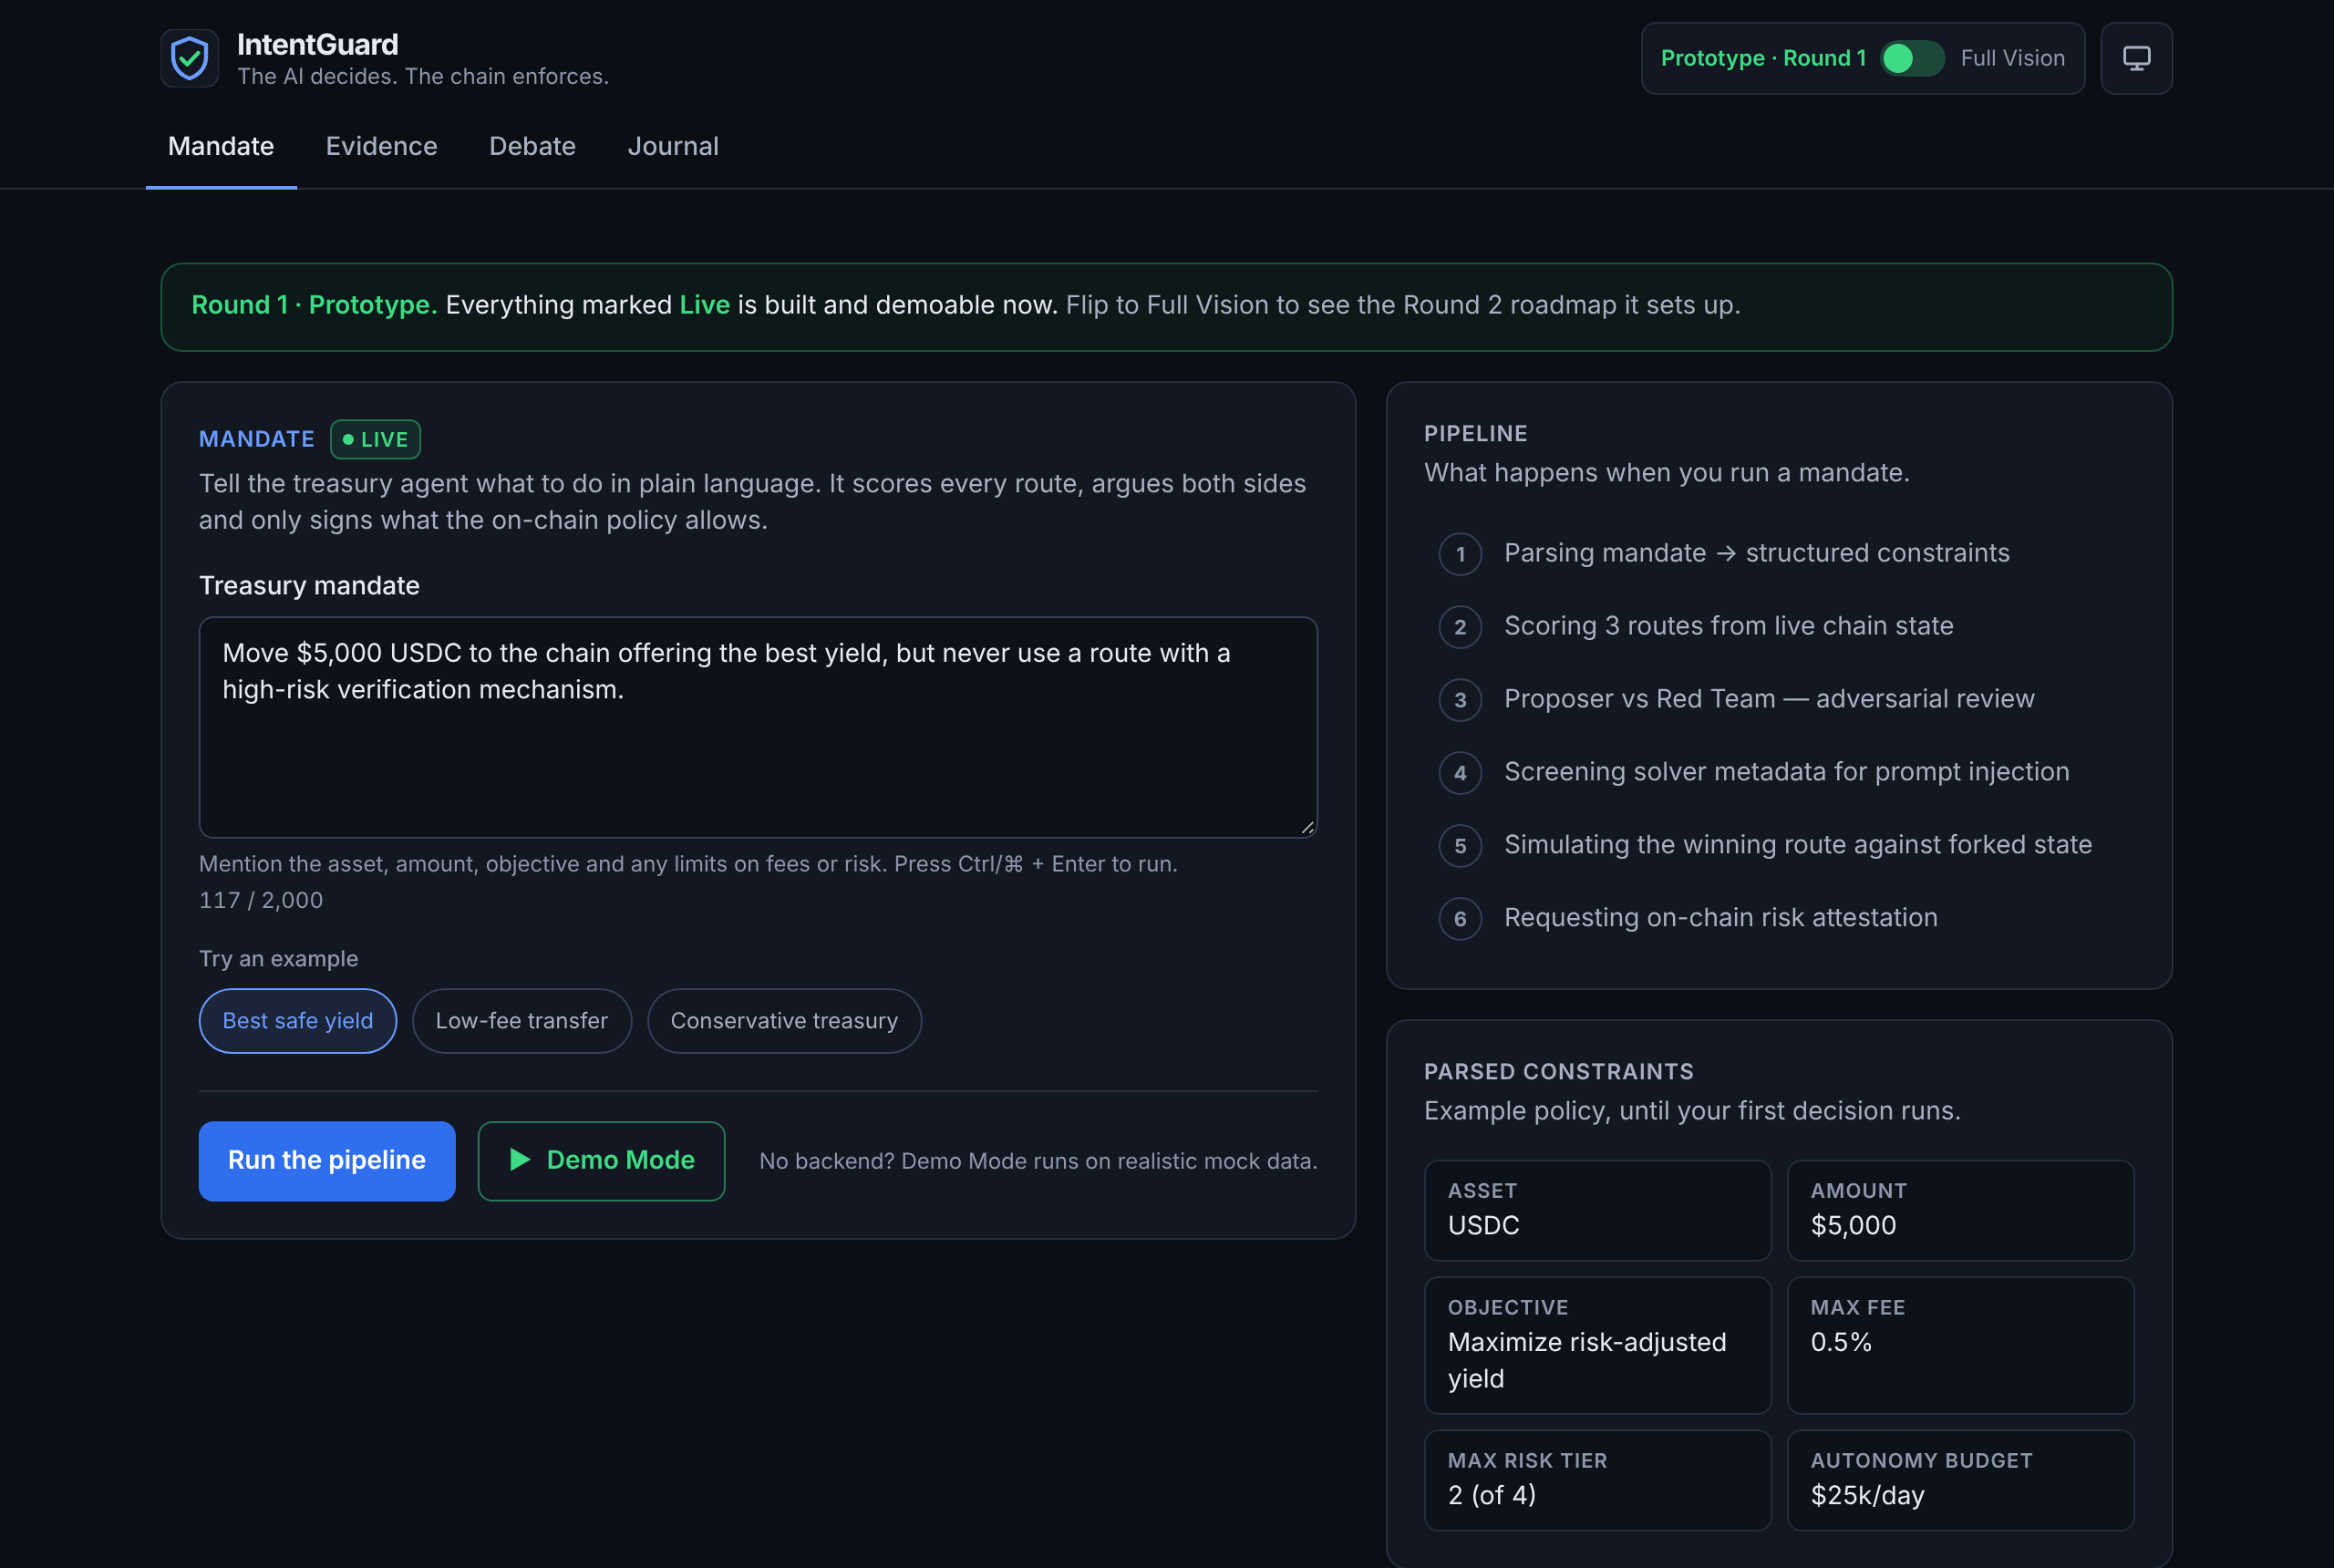 IntentGuard
The AI decides. The chain enforces.
Prototype · Round 1
Full Vision
Mandate
Evidence
Debate
Journal
Round 1 · Prototype. Everything marked Live is built and demoable now. Flip to Full Vision to see the Round 2 roadmap it sets up.
MANDATE
LIVE
Tell the treasury agent what to do in plain language. It scores every route, argues both sides
and only signs what the on-chain policy allows.
Treasury mandate
Move $5,000 USDC to the chain offering the best yield, but never use a route with a
high-risk verification mechanism.
Mention the asset, amount, objective and any limits on fees or risk. Press Ctrl/⌘ + Enter to run.
117 / 2,000
Try an example
Best safe yield
Low-fee transfer
Conservative treasury
Run the pipeline
Demo Mode
No backend? Demo Mode runs on realistic mock data.
PIPELINE
What happens when you run a mandate.
1 Parsing mandate → structured constraints
2 Scoring 3 routes from live chain state
3 Proposer vs Red Team — adversarial review
4 Screening solver metadata for prompt injection
5 Simulating the winning route against forked state
6 Requesting on-chain risk attestation
PARSED CONSTRAINTS
Example policy, until your first decision runs.
ASSET
USDC
AMOUNT
$5,000
OBJECTIVE
Maximize risk-adjusted
yield
MAX FEE
0.5%
MAX RISK TIER
2 (of 4)
AUTONOMY BUDGET
$25k/day